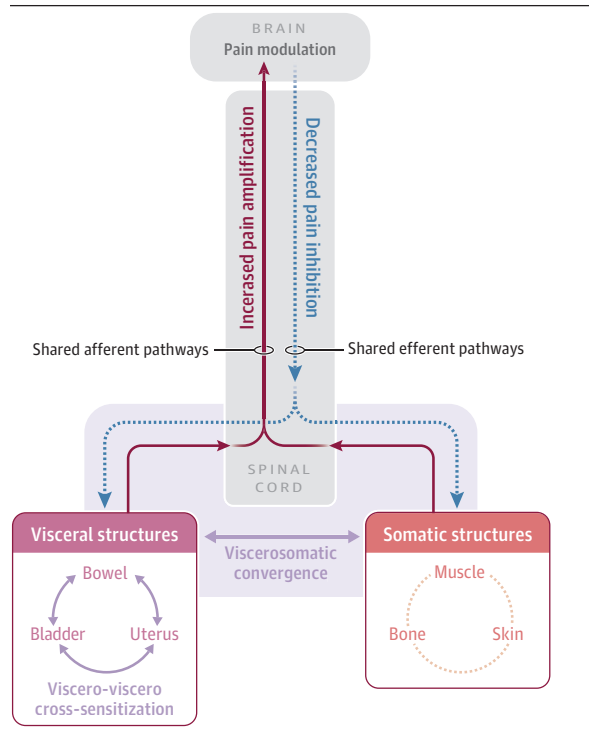 BRAIN
Pain modulation
Incerased pain amplification
Decreased pain inhibition
Shared afferent pathways
Shared efferent pathways
SPINAL
CORD
Visceral structures
Viscerosomatic
convergence
Somatic structures
Bowel
Bladder
Uterus
Viscero-viscero
cross-sensitization
Muscle
Bone
Skin